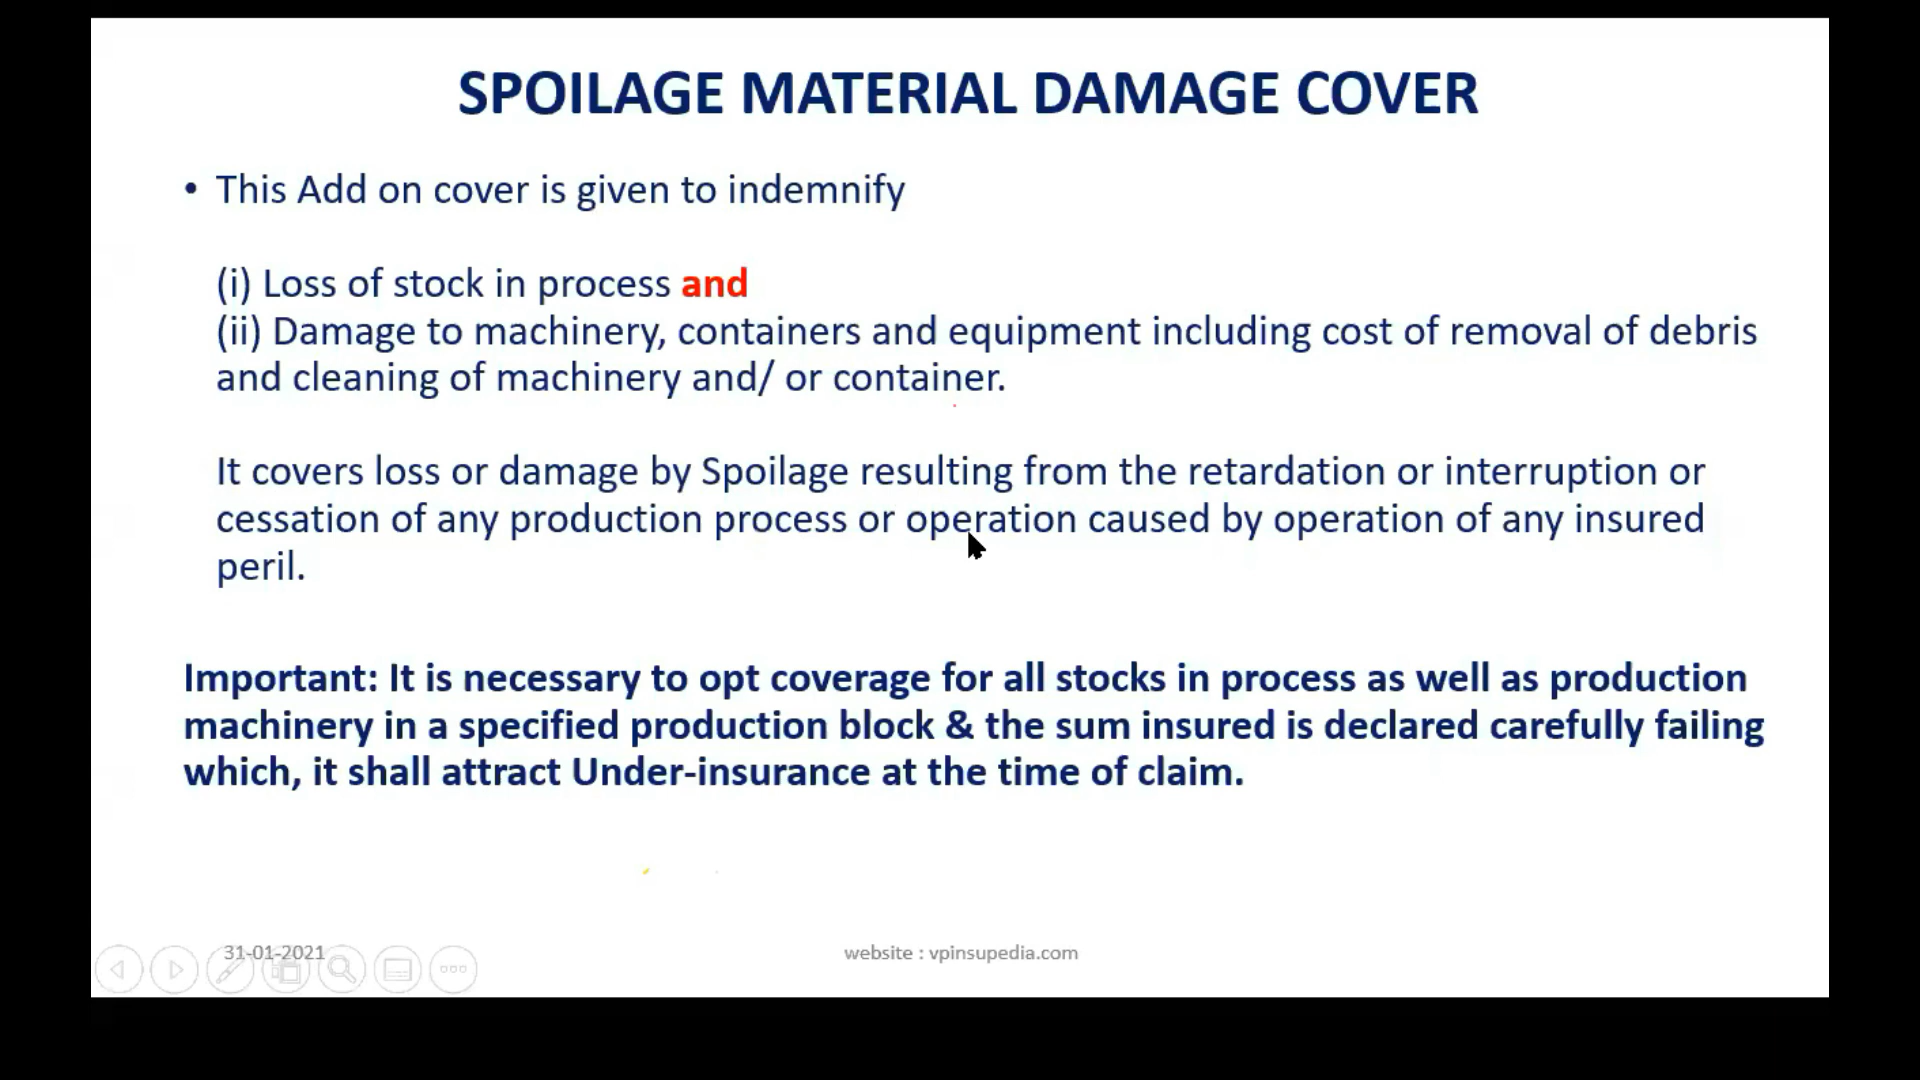 SPOILAGE MATERIAL DAMAGE COVER
• This Add on cover is given to indemnify
(i) Loss of stock in process and
(ii) Damage to machinery, containers and equipment including cost of removal of debris
and cleaning of machinery and/ or container.
It covers loss or damage by Spoilage resulting from the retardation or interruption or
cessation of any production process or operation caused by operation of any insured
peril.
Important: It is necessary to opt coverage for all stocks in process as well as production
machinery in a specified production block & the sum insured is declared carefully failing
which, it shall attract Under-insurance at the time of claim.
31-01-2021
website : vpinsupedia.com